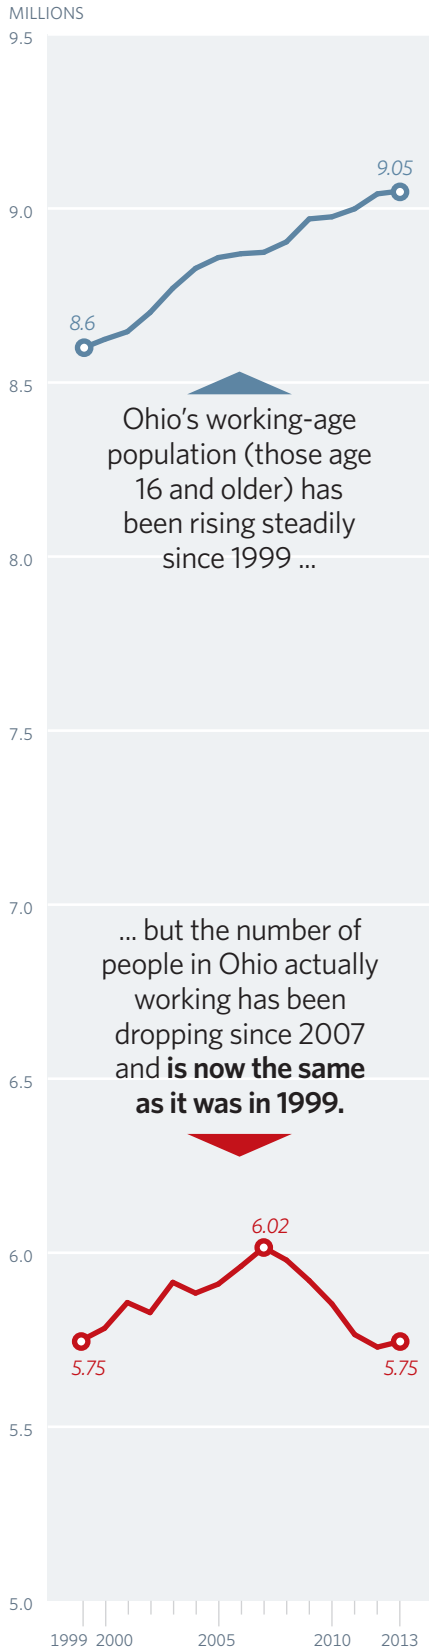 MILLIONS
9.5
9.05
9.0
8.6
8.5
Ohio’s working-age
population (those age
16 and older) has
been rising steadily
since 1999 ...
8.0
7.5
7.0
... but the number of
people in Ohio actually
working has been
dropping since 2007
and is now the same
as it was in 1999.
6.5
6.02
6.0
5.75
5.75
5.5
5.0
1999 2000 2005 2010 2013